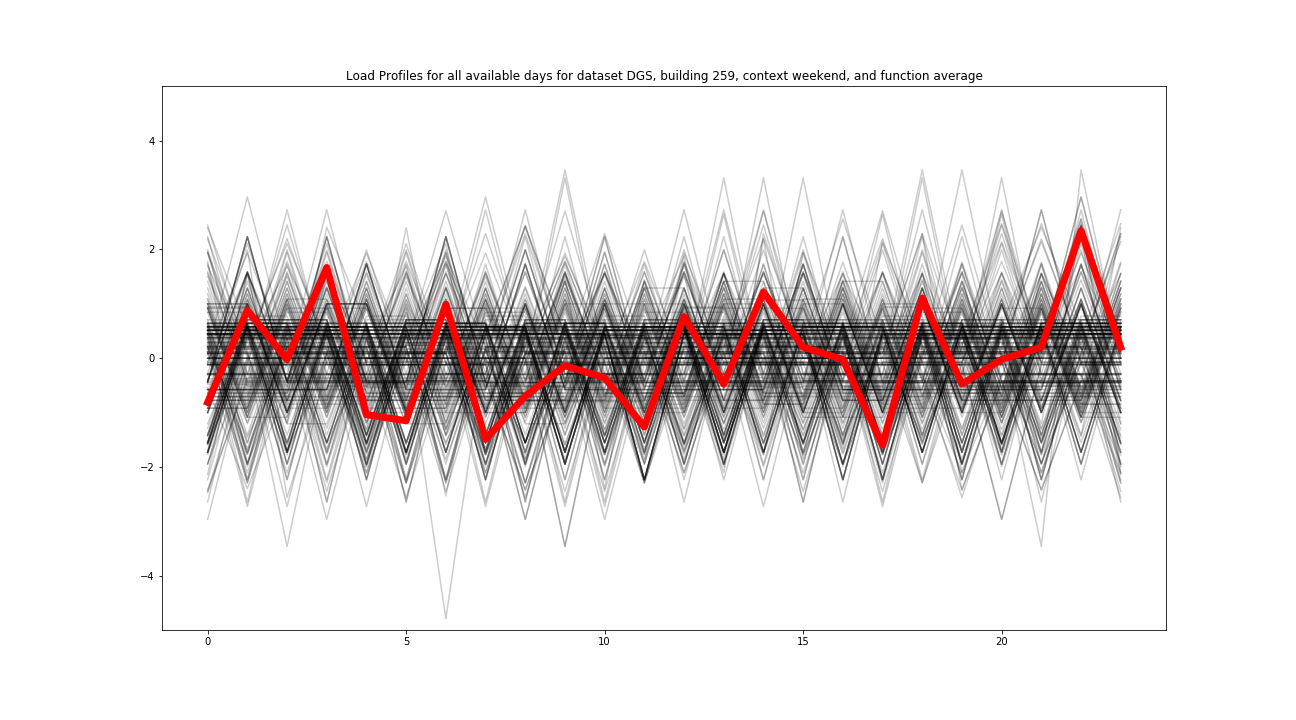 Load Profiles for all available days for dataset DGS, building 259, context weekend, and function average
4
2
0
−2
−4
0 5 10 15 20